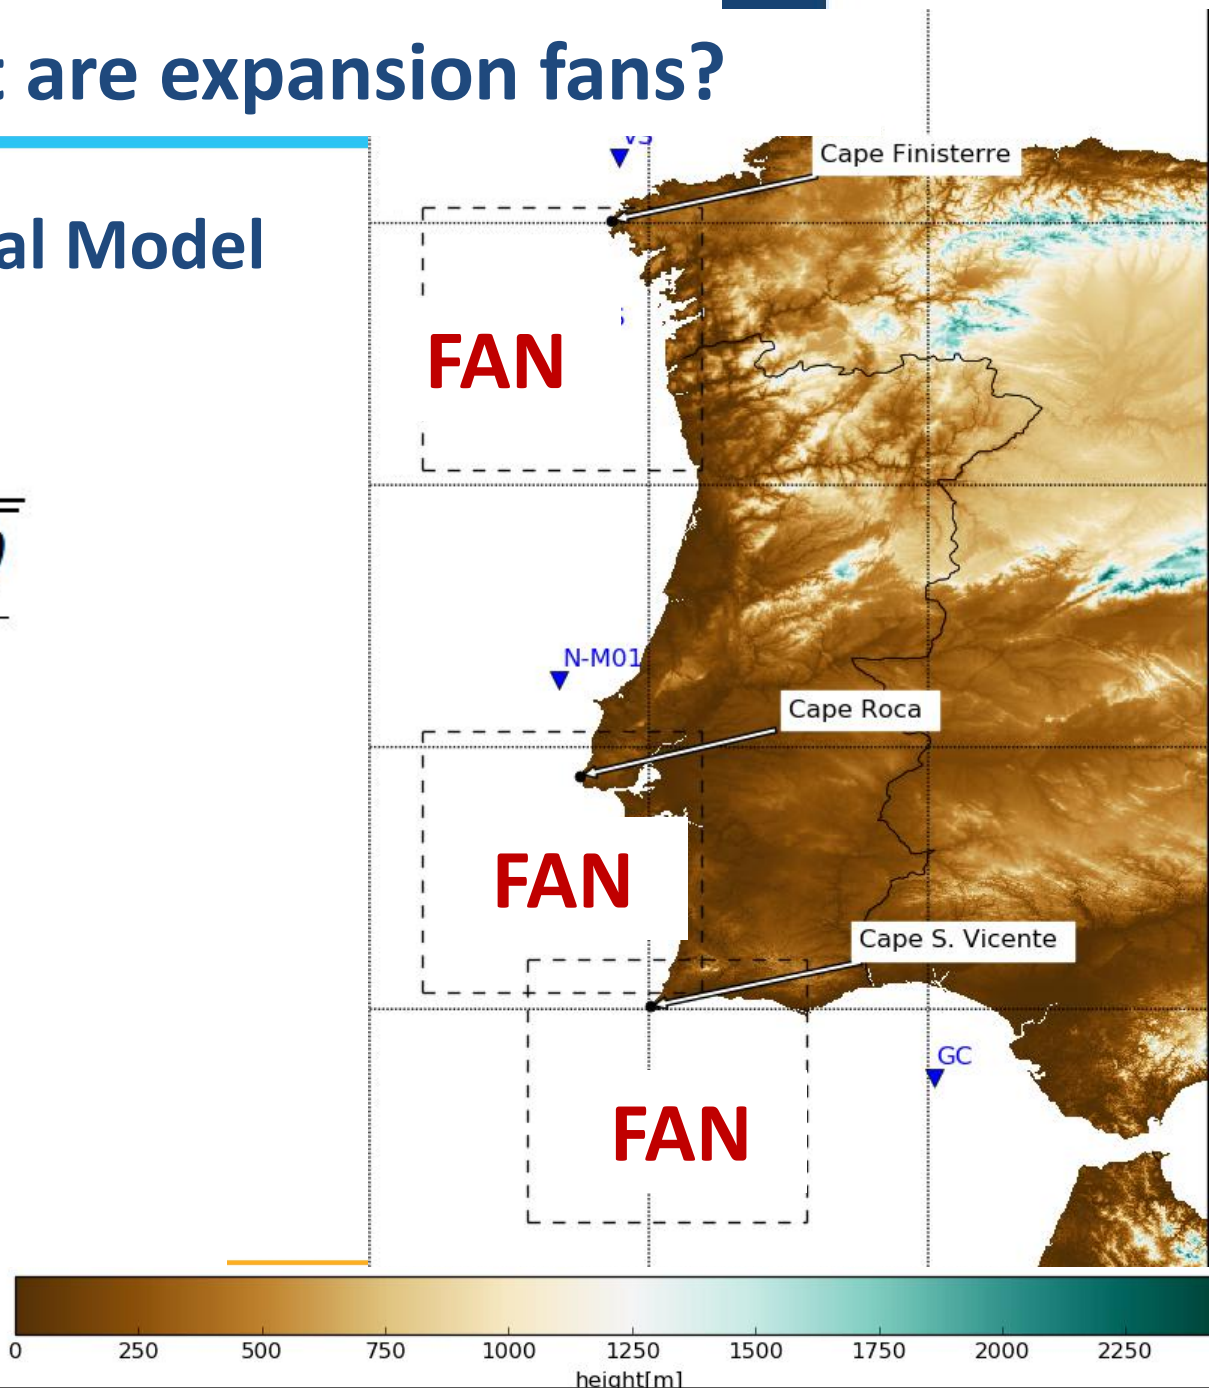 t are expansion fans?
al Model
VS
Cape Finisterre
FAN
N-M01
Cape Roca
FAN
Cape S. Vicente
GC
FAN
0 250 500 750 1000 1250 1500 1750 2000 2250
height[m]